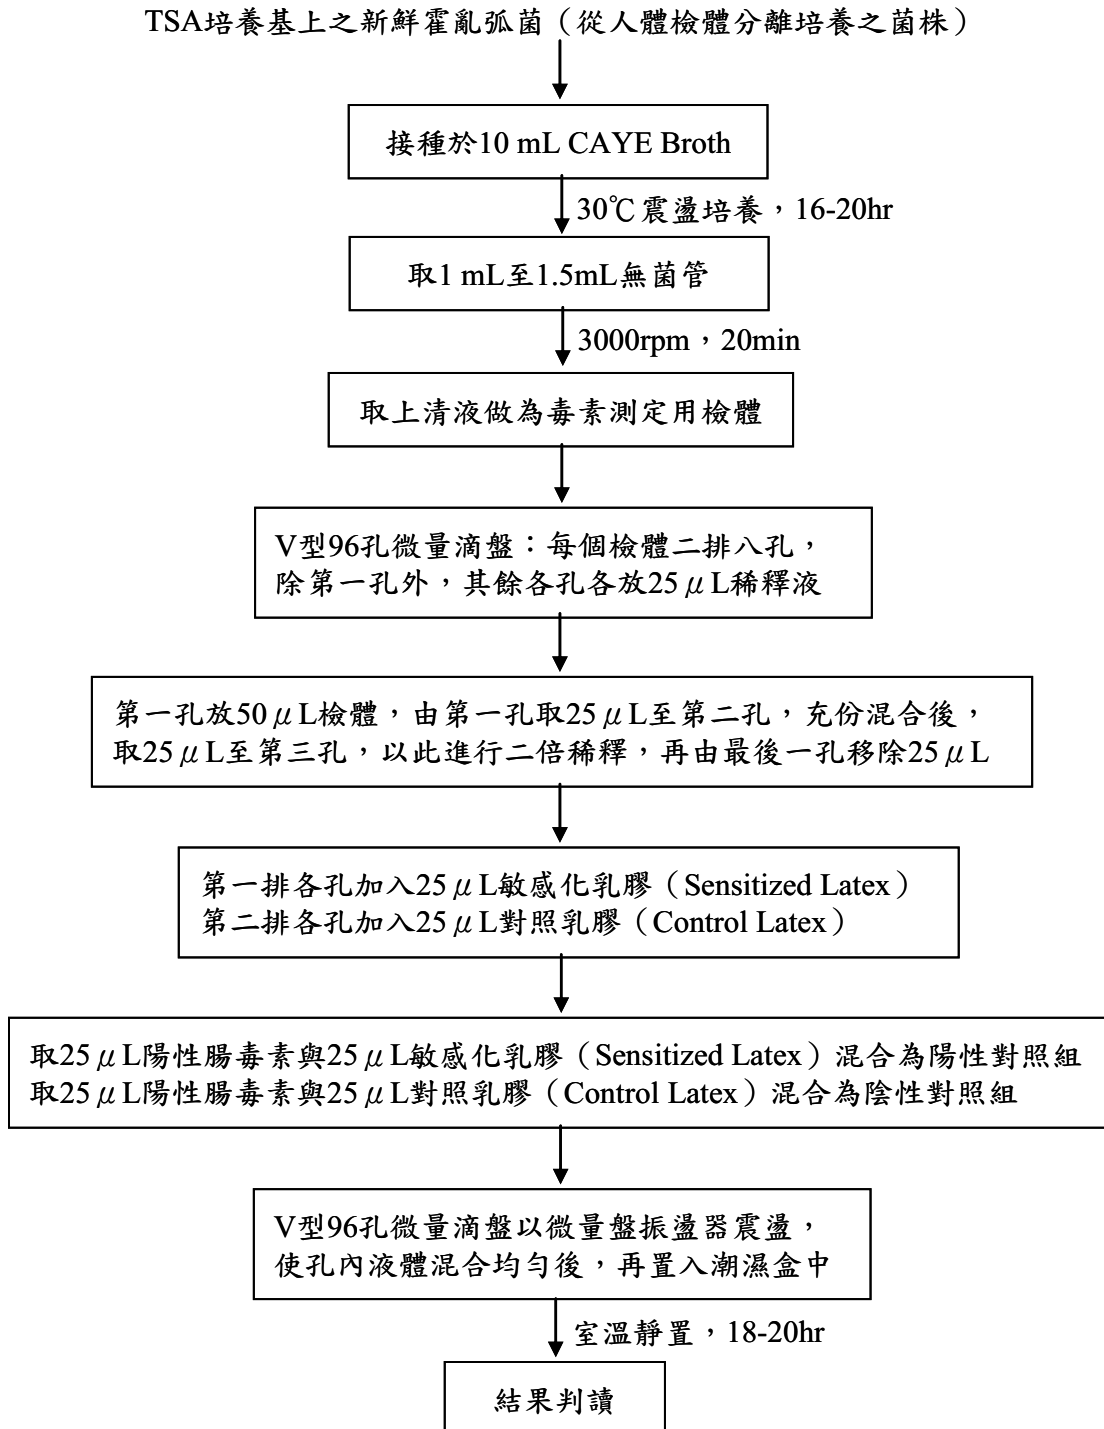 TSA培養基上之新鮮霍亂弧菌（從人體檢體分離培養之菌株）
接種於10 mL CAYE Broth
30℃震盪培養，16-20hr
取1 mL至1.5mL無菌管
3000rpm，20min
取上清液做為毒素測定用檢體
V型96孔微量滴盤：每個檢體二排八孔，
除第一孔外，其餘各孔各放25μL稀釋液
第一孔放50μL檢體，由第一孔取25μL至第二孔，充份混合後，
取25μL至第三孔，以此進行二倍稀釋，再由最後一孔移除25μL
第一排各孔加入25μL敏感化乳膠（Sensitized Latex）
第二排各孔加入25μL對照乳膠（Control Latex）
取25μL陽性腸毒素與25μL敏感化乳膠（Sensitized Latex）混合為陽性對照組
取25μL陽性腸毒素與25μL對照乳膠（Control Latex）混合為陰性對照組
V型96孔微量滴盤以微量盤振盪器震盪，
使孔內液體混合均勻後，再置入潮濕盒中
室溫靜置，18-20hr
結果判讀